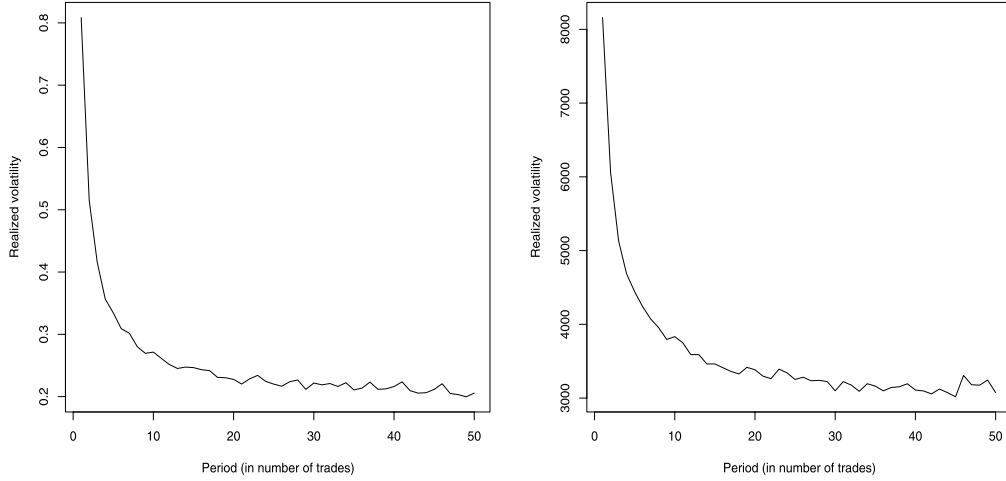 0.8
0.7
0.6
0.5
0.4
0.3
0.2
Realized volatility
0 10 20 30 40 50
Period (in number of trades)
8000
7000
6000
5000
4000
3000
Realized volatility
0 10 20 30 40 50
Period (in number of trades)